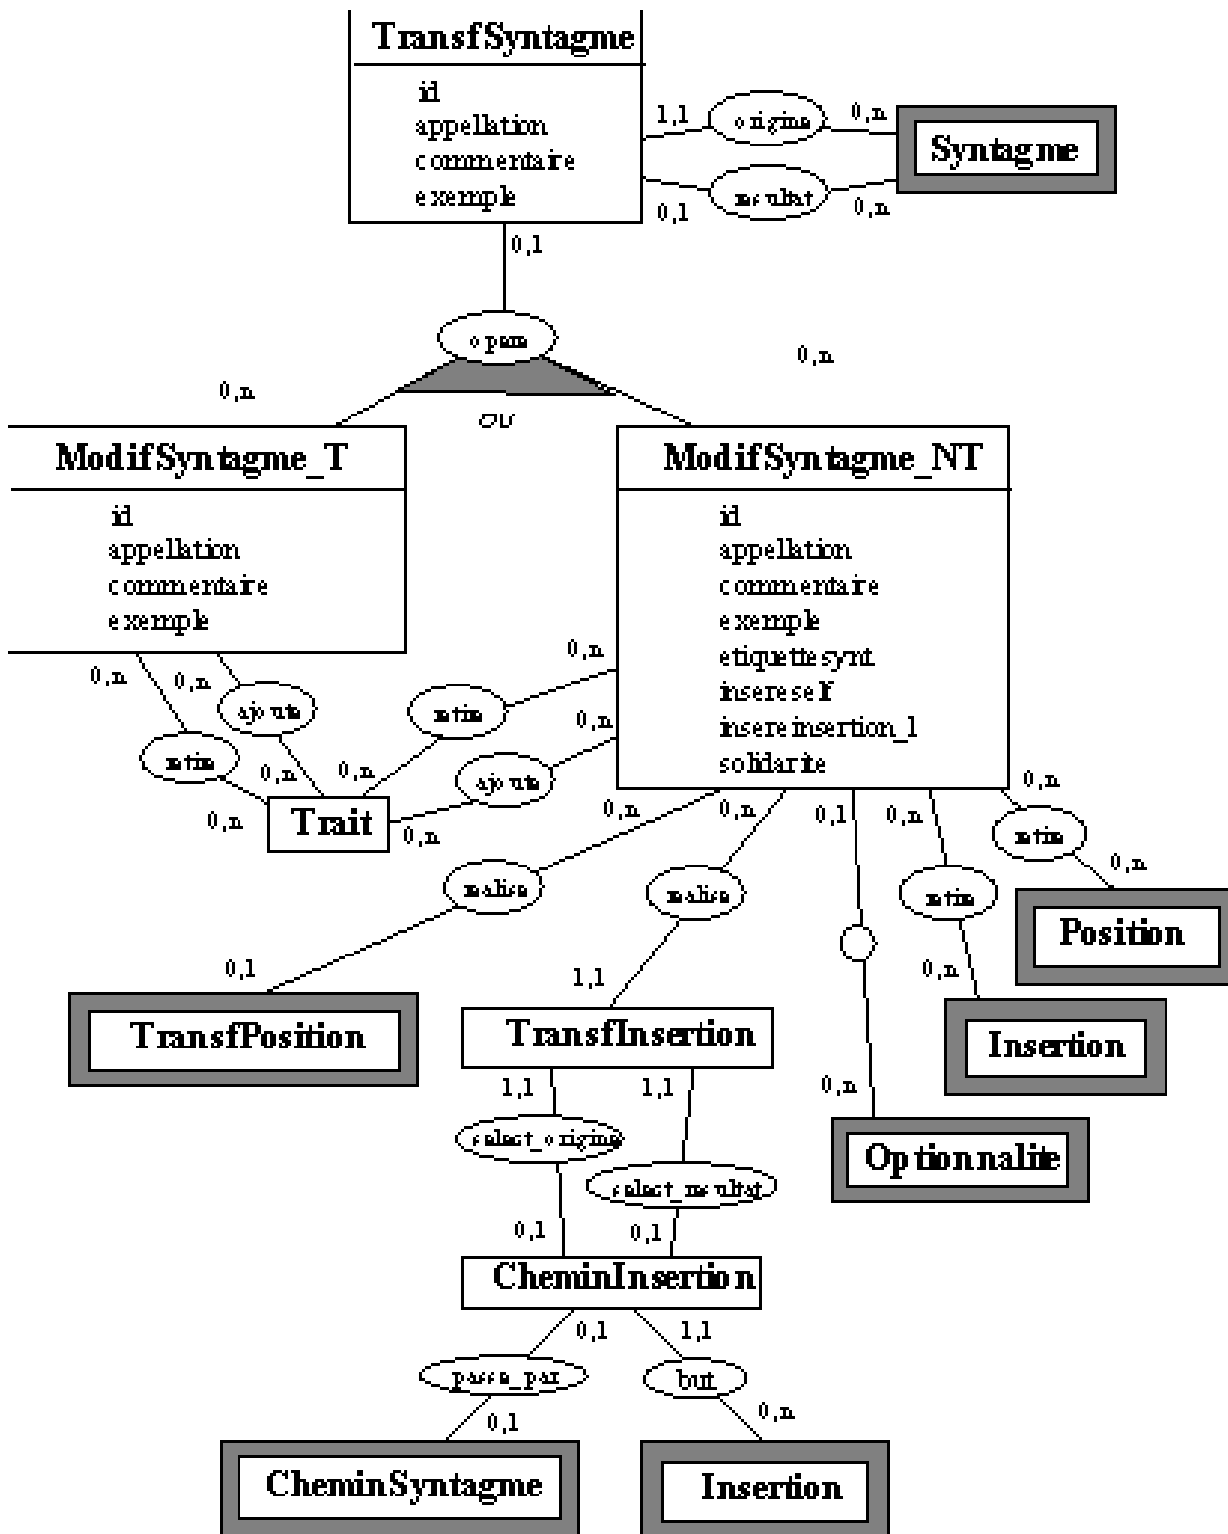 TransfSyntagme
id
appellation
commentaire
exemple
1,1
origine
0,n
Syntagme
0,1
resultat
0,n
0,1
opere
0,n
0,n
OU
ModifSyntagme_T
id
appellation
commentaire
exemple
ModifSyntagme_NT
id
appellation
commentaire
exemple
etiquettesynt
insereself
insereinsertion_l
solidarite
0,n
0,n
ajoute
retire
0,n
0,n
Trait
0,n
retire
0,n
0,n
ajoute
0,n
0,n
0,n
0,1
0,n
0,n
realise
realise
retire
retire
0,n
Position
0,1
1,1
0,n
TransfPosition
TransfInsertion
Insertion
1,1
1,1
0,n
select_origine
select_resultat
Optionnalite
0,1
0,1
CheminInsertion
0,1
1,1
passe_par
but
0,1
0,n
CheminSyntagme
Insertion